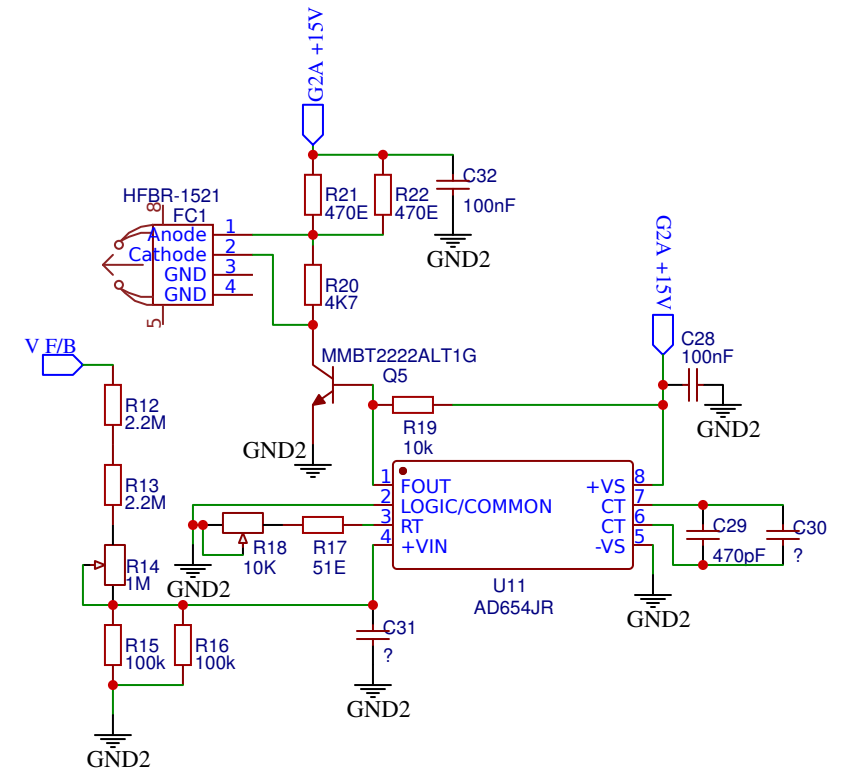 G2A +15V
HFBR-1521
FC1
8
Anode 1
Cathode 2
GND 3
GND 4
5
R21
470E
R22
470E
C32
100nF
GND2
R20
4K7
G2A +15V
C28
100nF
GND2
V F/B
MMBT2222ALT1G
Q5
R12
2.2M
R19
10k
GND2
R13
2.2M
1 FOUT
2 LOGIC/COMMON
3 RT
4 +VIN
+VS 8
CT 7
CT 6
-VS 5
U11
AD654JR
R18
10K
R17
51E
GND2
C29
470pF
C30
?
GND2
R14
1M
R15
100k
R16
100k
C31
?
GND2
GND2